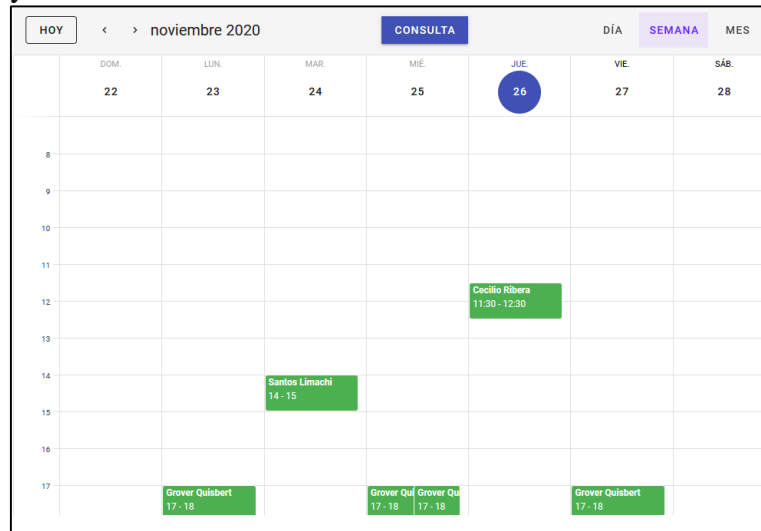 HOY ‹ › noviembre 2020 CONSULTA DÍA SEMANA MES
DOM. LUN. MAR. MIÉ. JUE. VIE. SÁB.
22 23 24 25 26 27 28
8
9
10
11
Cecilio Ribera
11:30 - 12:30
12
13
14
Santos Limachi
14 - 15
15
16
17
Grover Quisbert Grover Qui Grover Qu Grover Quisbert
17 - 18 17 - 18 17 - 18 17 - 18